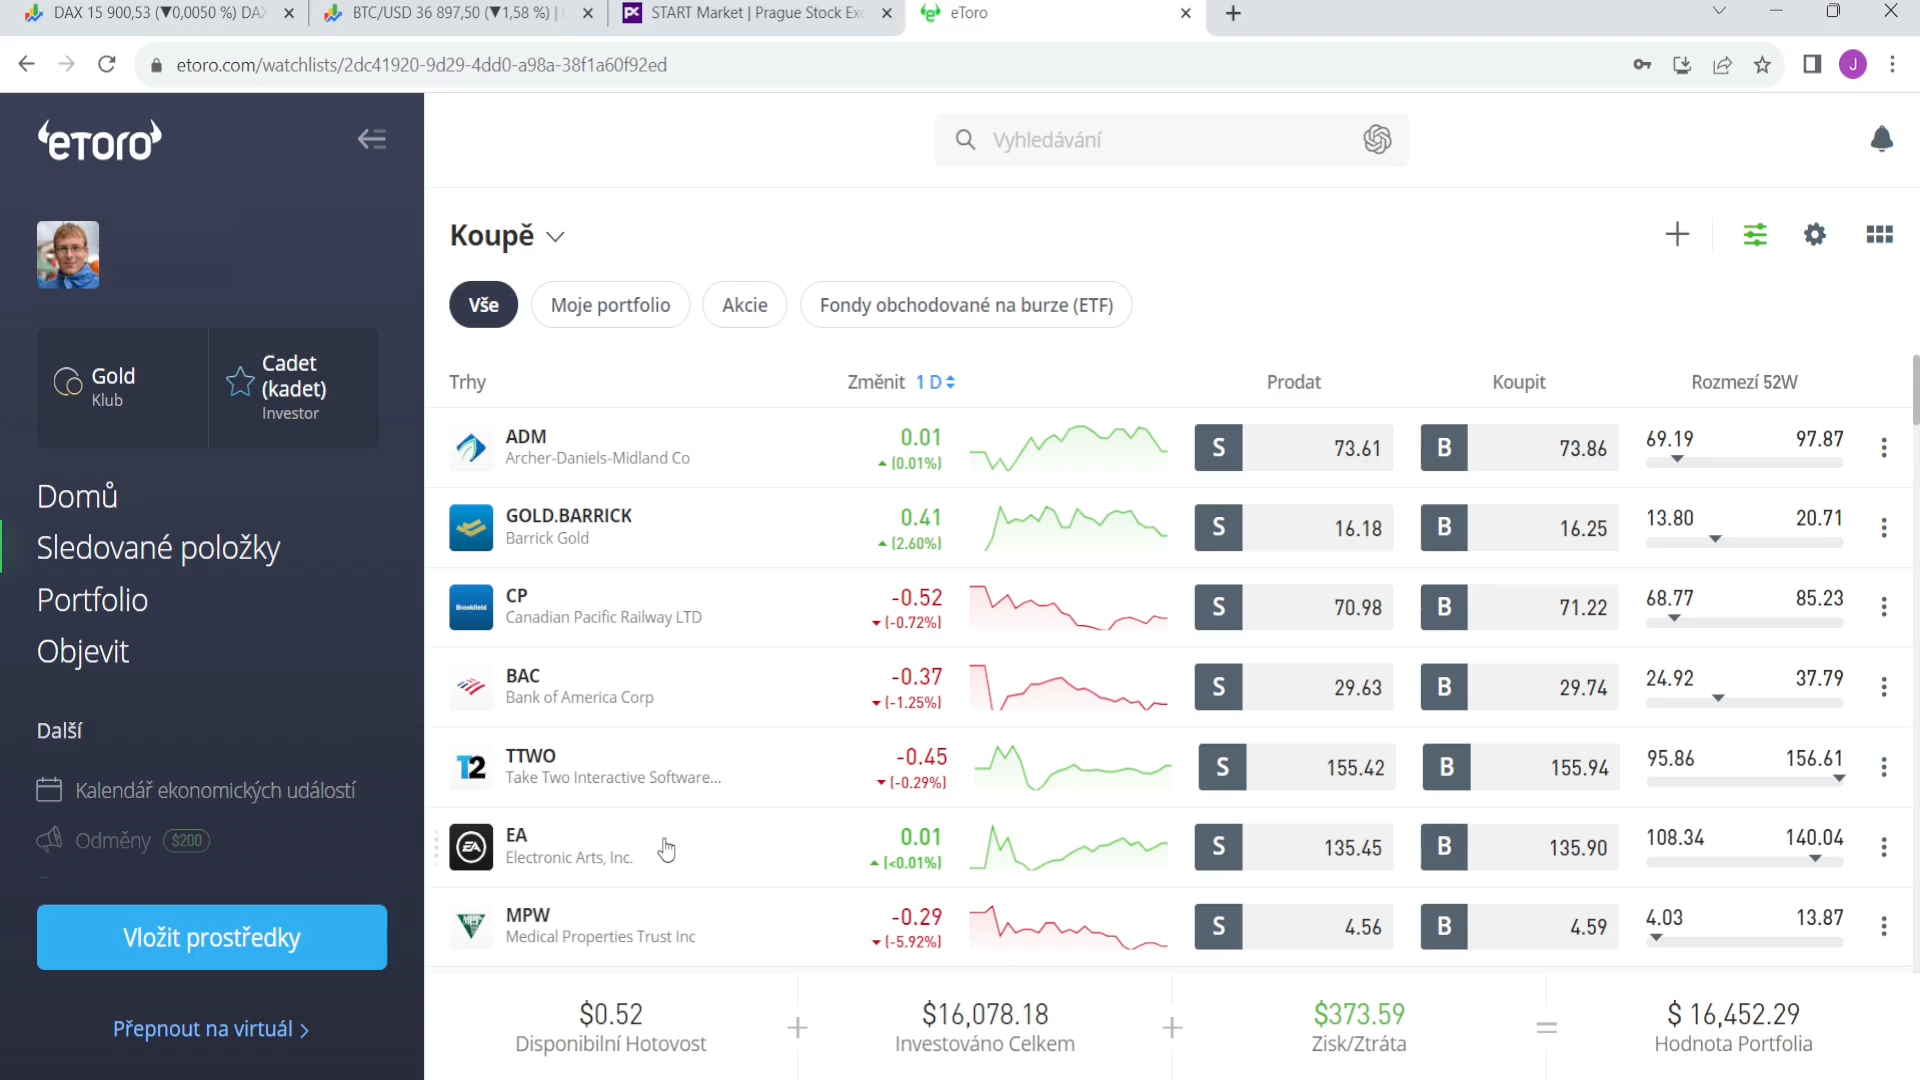 DAX 15 900,53 (▼0,0050 %) DAX
BTC/USD 36 897,50 (▼1,58 %) |
START Market | Prague Stock Exc
eToro
etoro.com/watchlists/2dc41920-9d29-4dd0-a98a-38f1a60f92ed
J
eToro
Vyhledávání
Gold
Klub
Cadet
(kadet)
Investor
Domů
Sledované položky
Portfolio
Objevit
Další
Kalendář ekonomických událostí
Odměny $200
Vložit prostředky
Přepnout na virtuál >
Koupě
Vše Moje portfolio Akcie Fondy obchodované na burze (ETF)
Trhy Změnit 1 D Prodat Koupit Rozmezí 52W
ADM 0.01 S 73.61 B 73.86 69.19 97.87
Archer-Daniels-Midland Co (0.01%)
GOLD.BARRICK 0.41 S 16.18 B 16.25 13.80 20.71
Barrick Gold (2.60%)
Brookfield CP -0.52 S 70.98 B 71.22 68.77 85.23
Canadian Pacific Railway LTD (-0.72%)
BAC -0.37 S 29.63 B 29.74 24.92 37.79
Bank of America Corp (-1.25%)
T2 TTWO -0.45 S 155.42 B 155.94 95.86 156.61
Take Two Interactive Software... (-0.29%)
EA EA 0.01 S 135.45 B 135.90 108.34 140.04
Electronic Arts, Inc. (<0.01%)
MPW -0.29 S 4.56 B 4.59 4.03 13.87
Medical Properties Trust Inc (-5.92%)
$0.52 + $16,078.18 + $373.59 = $ 16,452.29
Disponibilní Hotovost Investováno Celkem Zisk/Ztráta Hodnota Portfolia